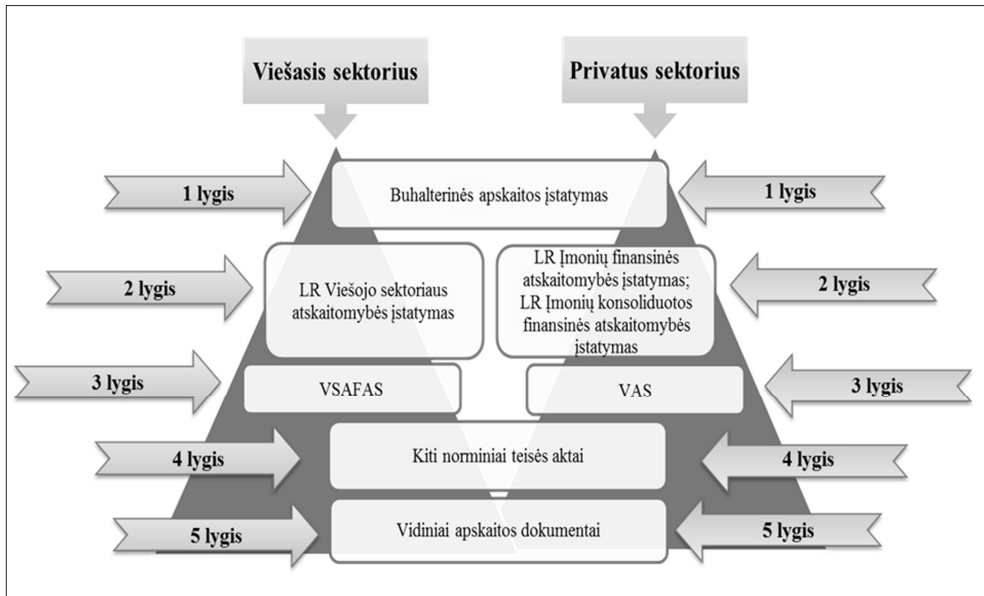 Viešasis sektorius
Privatus sektorius
1 lygis
Buhalterinės apskaitos įstatymas
1 lygis
2 lygis
LR Viešojo sektoriaus
atskaitomybės įstatymas
LR Įmonių finansinės
atskaitomybės įstatymas;
LR Įmonių konsoliduotos
finansinės atskaitomybės
įstatymas
2 lygis
3 lygis
VSAFAS
VAS
3 lygis
4 lygis
Kiti norminiai teisės aktai
4 lygis
5 lygis
Vidiniai apskaitos dokumentai
5 lygis